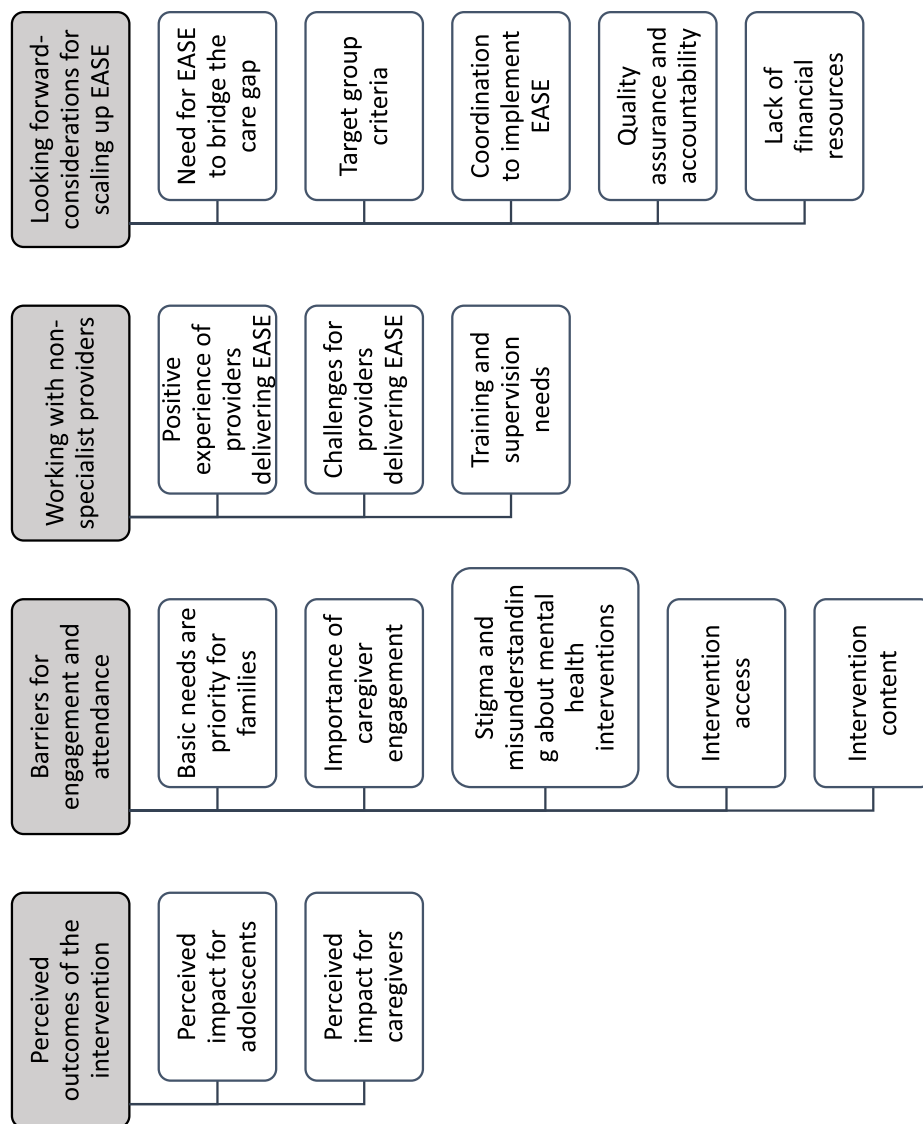 Perceived
outcomes of the
intervention
Perceived
impact for
adolescents
Perceived
impact for
caregivers
Barriers for
engagement and
attendance
Basic needs are
priority for
families
Importance of
caregiver
engagement
Stigma and
misunderstandin
g about mental
health
interventions
Intervention
access
Intervention
content
Working with non-
specialist providers
Positive
experience of
providers
delivering EASE
Challenges for
providers
delivering EASE
Training and
supervision
needs
Looking forward-
considerations for
scaling up EASE
Need for EASE
to bridge the
care gap
Target group
criteria
Coordination
to implement
EASE
Quality
assurance and
accountability
Lack of
financial
resources